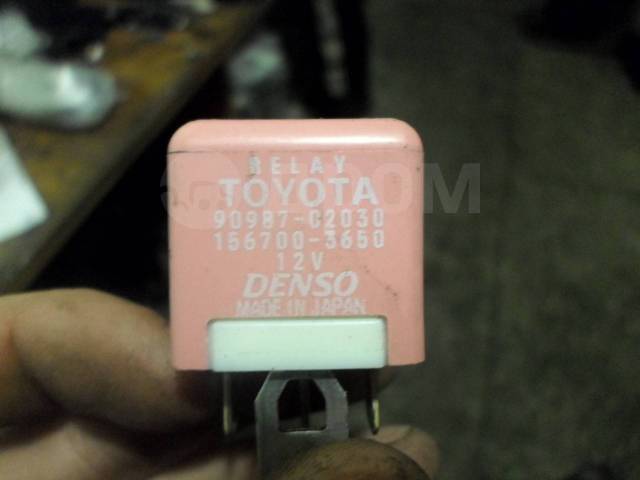 RELAY
TOYOTA
90987-02030
156700-3650
12V
DENSO
MADE IN JAPAN